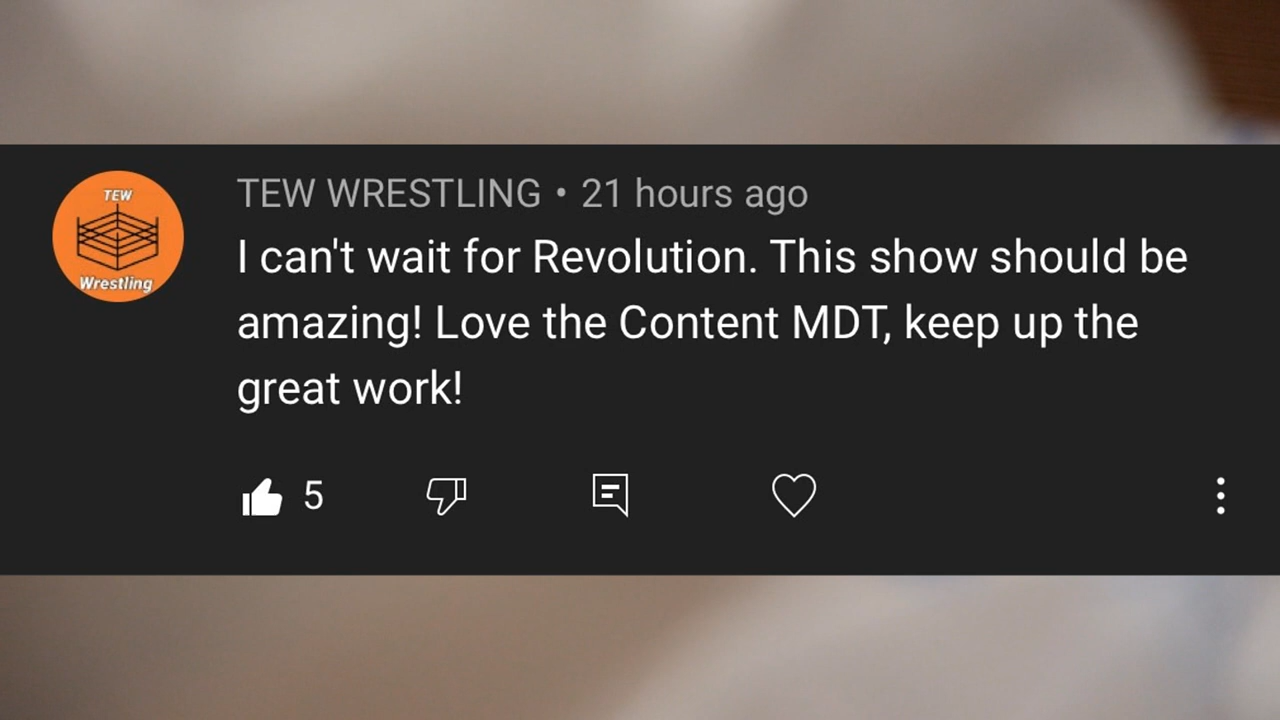 TEW
Wrestling
TEW WRESTLING • 21 hours ago
I can't wait for Revolution. This show should be
amazing! Love the Content MDT, keep up the
great work!
5